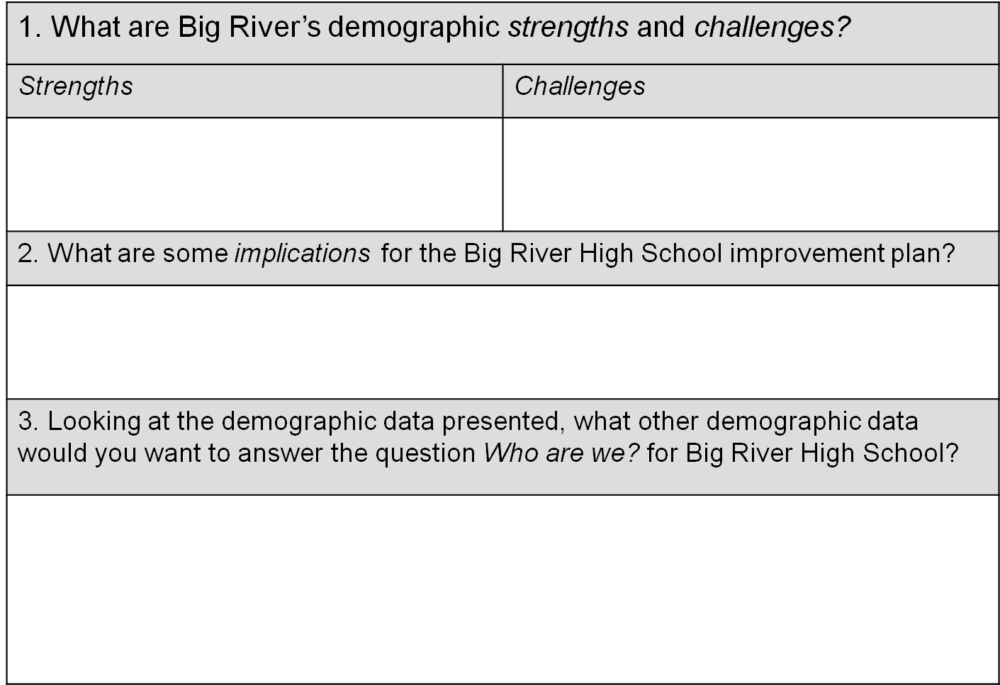 1. What are Big River’s demographic strengths and challenges?
Strengths
Challenges
2. What are some implications for the Big River High School improvement plan?
3. Looking at the demographic data presented, what other demographic data
would you want to answer the question Who are we? for Big River High School?